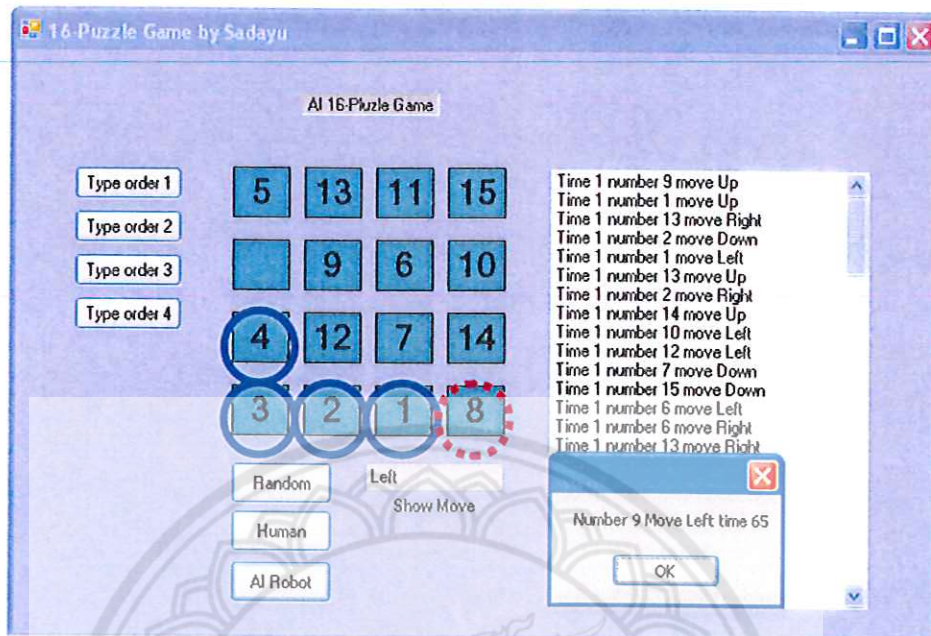 16-Puzzle Game by Sadayu
AI 16-Pluzle Game
Type order 1
Type order 2
Type order 3
Type order 4
5 13 11 15
9 6 10
4 12 7 14
3 2 1 8
Random
Human
AI Robot
Left
Show Move
Time 1 number 9 move Up
Time 1 number 1 move Up
Time 1 number 13 move Right
Time 1 number 2 move Down
Time 1 number 1 move Left
Time 1 number 13 move Up
Time 1 number 2 move Right
Time 1 number 14 move Up
Time 1 number 10 move Left
Time 1 number 12 move Left
Time 1 number 7 move Down
Time 1 number 15 move Down
Time 1 number 6 move Left
Time 1 number 6 move Right
Time 1 number 13 move Right
Number 9 Move Left time 65
OK